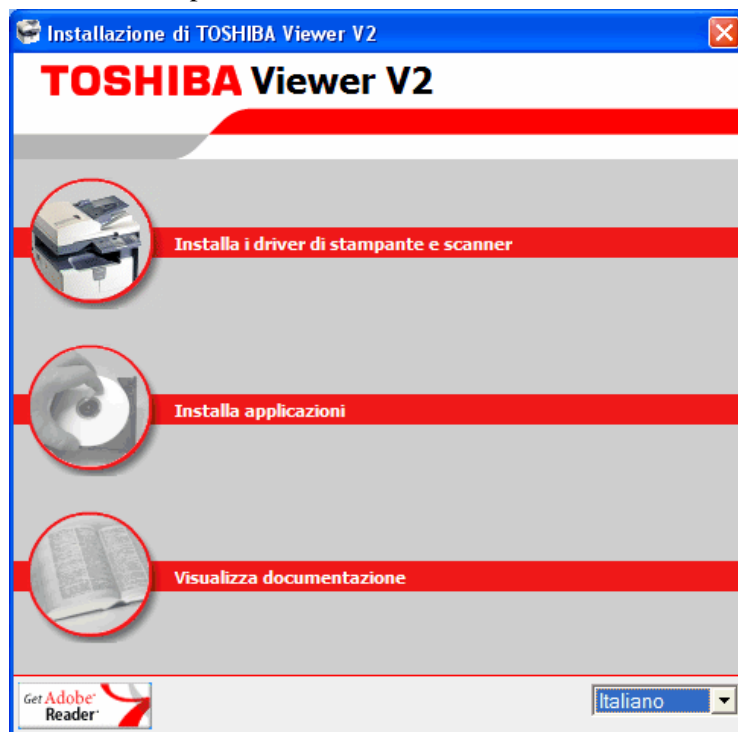 Installazione di TOSHIBA Viewer V2
TOSHIBA Viewer V2
Installa i driver di stampante e scanner
Installa applicazioni
Visualizza documentazione
Get Adobe®
Reader®
Italiano